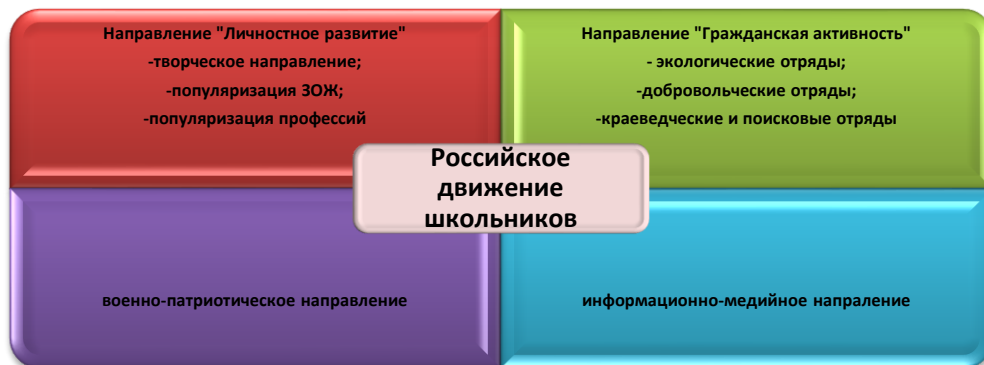 Направление "Личностное развитие"
-творческое направление;
-популяризация ЗОЖ;
-популяризация профессий
Направление "Гражданская активность"
- экологические отряды;
-добровольческие отряды;
-краеведческие и поисковые отряды
Российское
движение
школьников
военно-патриотическое направление
информационно-медийное напраление